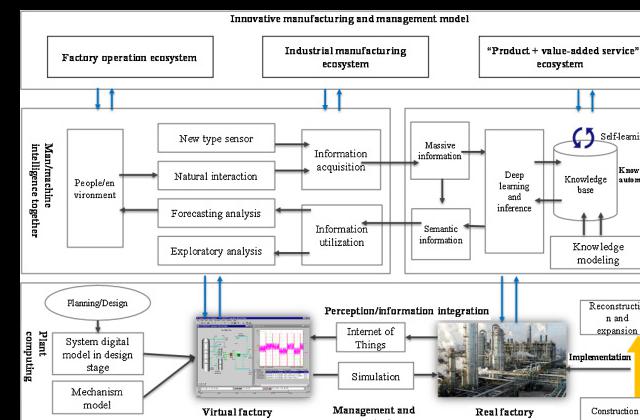 Innovative manufacturing and management model
Factory operation ecosystem
Industrial manufacturing
ecosystem
“Product + value-added service”
ecosystem
Man/machine
intelligence together
People/en
vironment
New type sensor
Natural interaction
Forecasting analysis
Exploratory analysis
Information
acquisition
Information
utilization
Massive
information
Semantic
information
Deep
learning
and
inference
Self-learni
Knowledge
base
Know
autom
Knowledge
modeling
Plant
computing
Planning/Design
System digital
model in design
stage
Mechanism
model
Virtual factory
Perception/information integration
Internet of
Things
Simulation
Management and
Real factory
Reconstructi
n and
expansion
Implementation
Construction